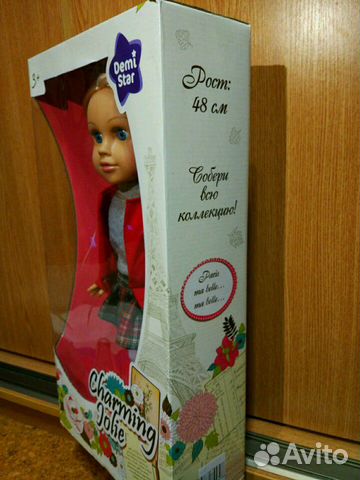 3+
Demi
Star
Рост:
48 см
Собери
всю
коллекцию!
Paris
ma belle...
ma belle...
Charming
Jolie
Avito